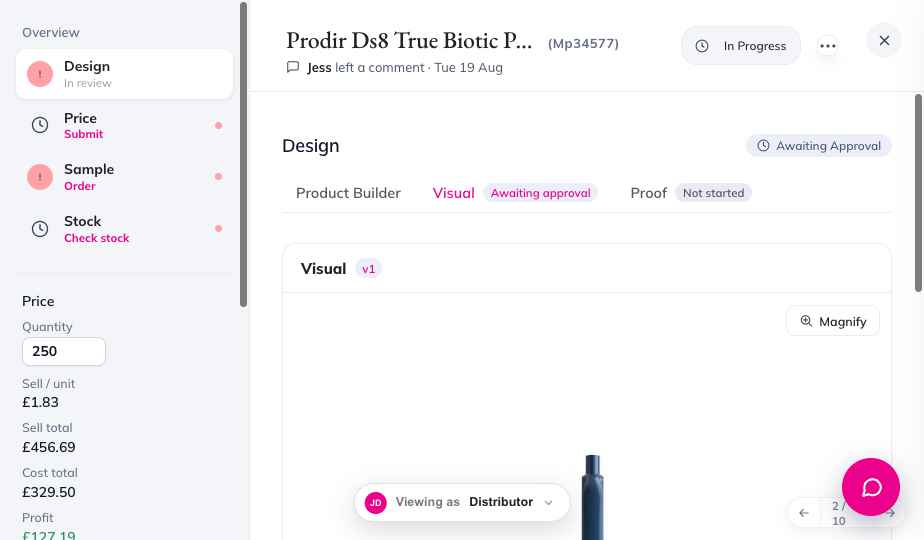 Overview
Design
In review
Price
Submit
Sample
Order
Stock
Check stock
Price
Quantity
250
Sell / unit
£1.83
Sell total
£456.69
Cost total
£329.50
Profit
£127.19
Prodir Ds8 True Biotic P... (Mp34577)
Jess left a comment · Tue 19 Aug
In Progress
Design
Awaiting Approval
Product Builder
Visual Awaiting approval
Proof Not started
Visual v1
Magnify
JD Viewing as Distributor
2 /
10